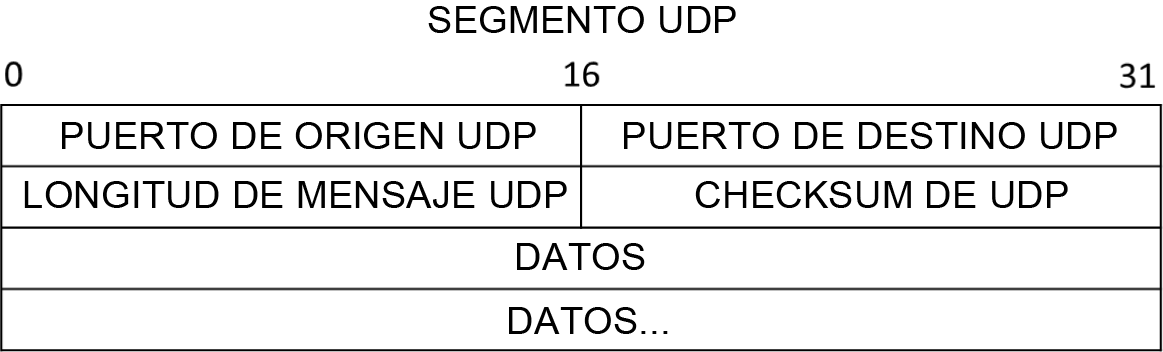 SEGMENTO UDP
0 16 31
PUERTO DE ORIGEN UDP PUERTO DE DESTINO UDP
LONGITUD DE MENSAJE UDP CHECKSUM DE UDP
DATOS
DATOS...